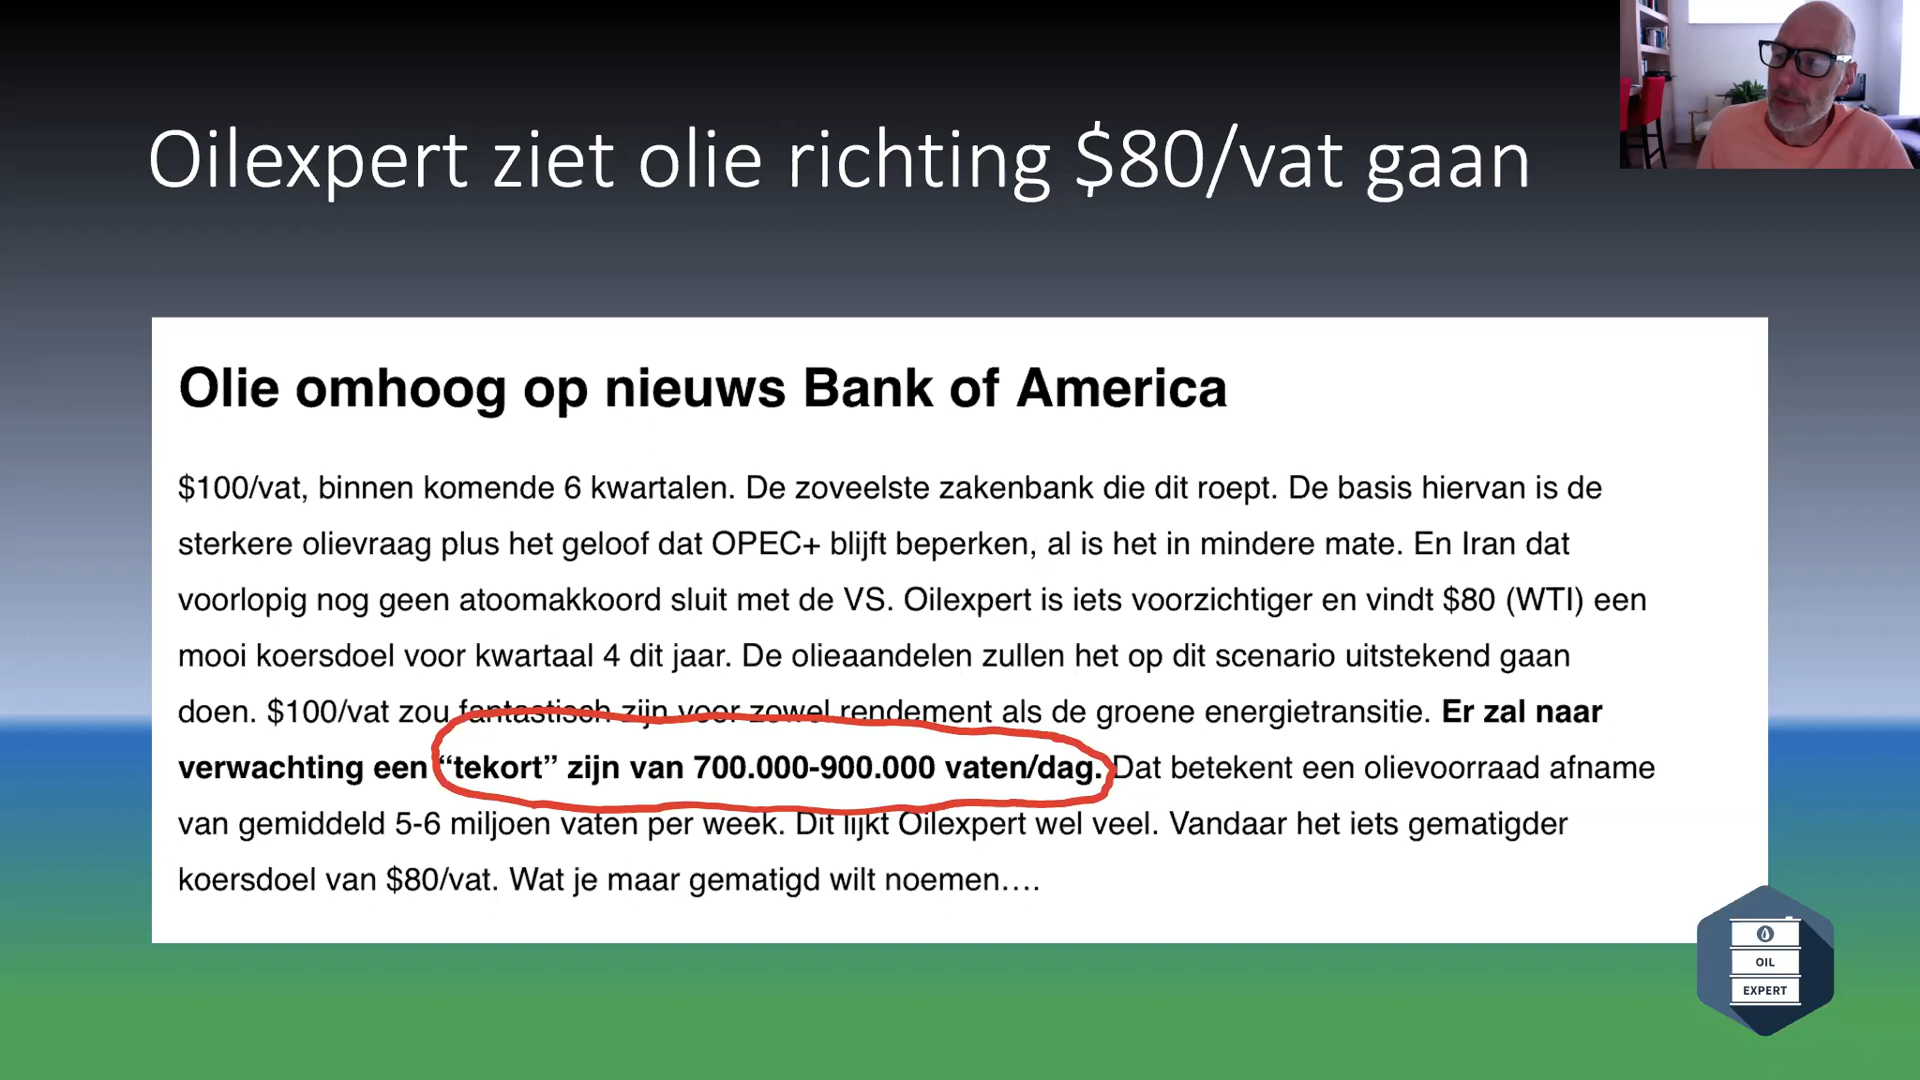 Oilexpert ziet olie richting $80/vat gaan
Olie omhoog op nieuws Bank of America
$100/vat, binnen komende 6 kwartalen. De zoveelste zakenbank die dit roept. De basis hiervan is de
sterkere olievraag plus het geloof dat OPEC+ blijft beperken, al is het in mindere mate. En Iran dat
voorlopig nog geen atoomakkoord sluit met de VS. Oilexpert is iets voorzichtiger en vindt $80 (WTI) een
mooi koersdoel voor kwartaal 4 dit jaar. De olieaandelen zullen het op dit scenario uitstekend gaan
doen. $100/vat zou fantastisch zijn voor zowel rendement als de groene energietransitie. Er zal naar
verwachting een “tekort” zijn van 700.000-900.000 vaten/dag. Dat betekent een olievoorraad afname
van gemiddeld 5-6 miljoen vaten per week. Dit lijkt Oilexpert wel veel. Vandaar het iets gematigder
koersdoel van $80/vat. Wat je maar gematigd wilt noemen….
OIL
EXPERT